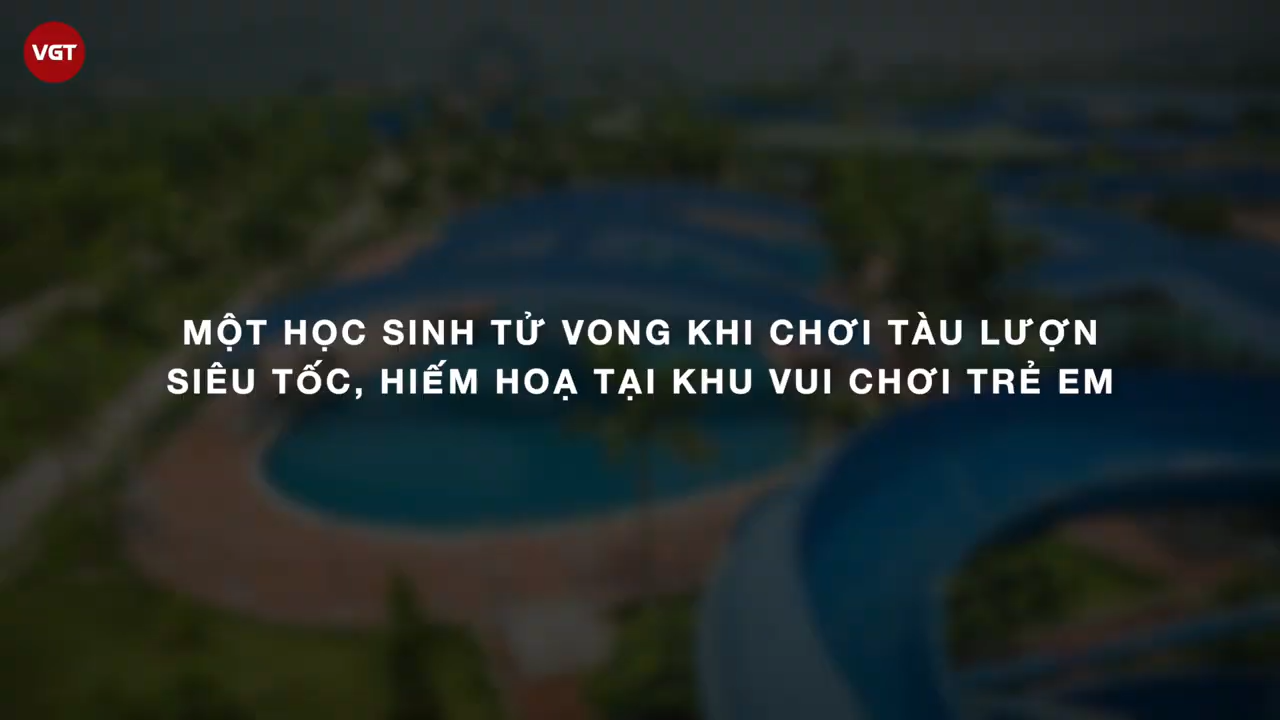 VGT
MỘT HỌC SINH TỬ VONG KHI CHƠI TÀU LƯỢN
SIÊU TỐC, HIẾM HOẠ TẠI KHU VUI CHƠI TRẺ EM